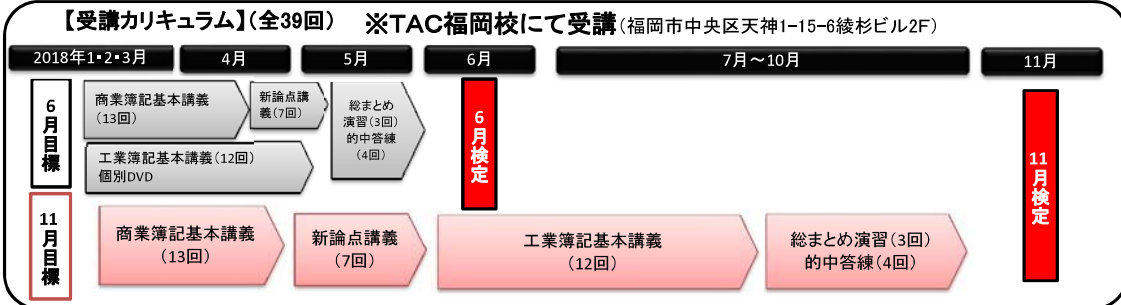 【受講カリキュラム】(全39回) ※TAC福岡校にて受講(福岡市中央区天神1-15-6綾杉ビル2F)
2018年1・2・3月
4月
5月
6月
7月～10月
11月
6月目標
商業簿記基本講義
(13回)
新論点講
義(7回)
総まとめ
演習(3回)
的中答練
(4回)
工業簿記基本講義(12回)
個別DVD
6月検定
11月検定
11月目標
商業簿記基本講義
(13回)
新論点講義
(7回)
工業簿記基本講義
(12回)
総まとめ演習(3回)
的中答練(4回)